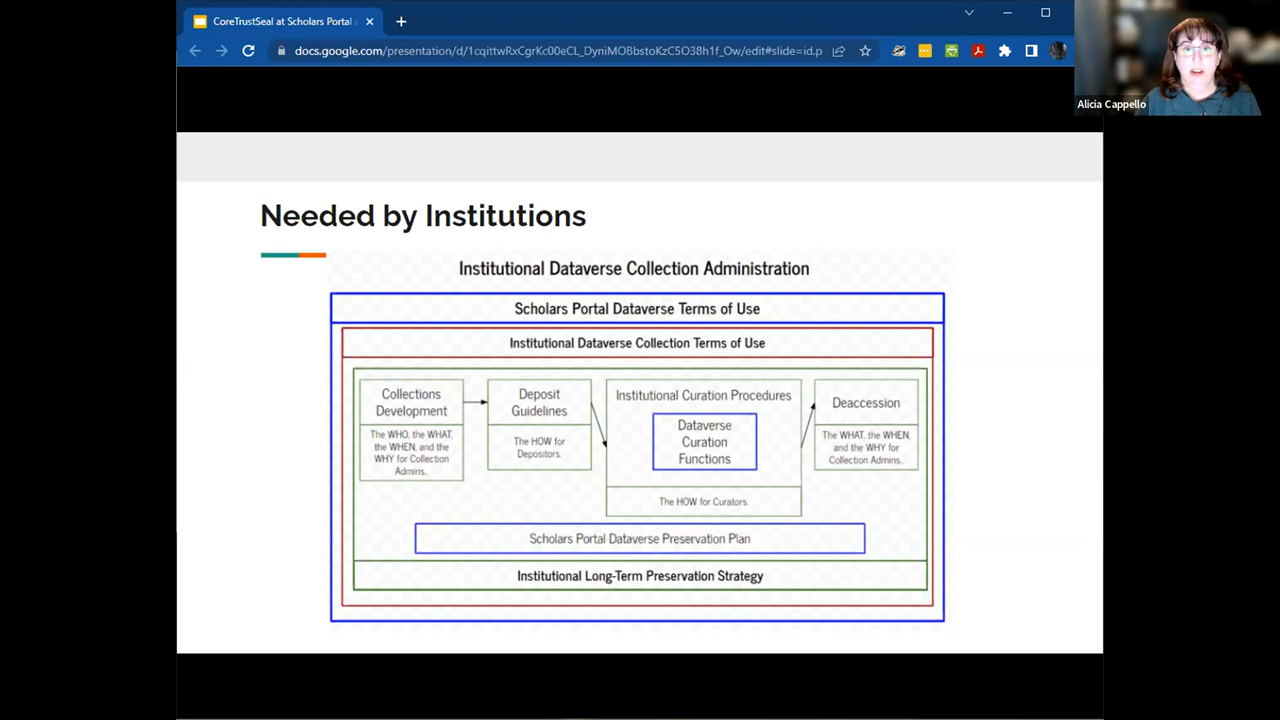 CoreTrustSeal at Scholars Portal
docs.google.com/presentation/d/1cqittwRxCgrKc00eCL_DyniMOBbstoKzC5O38h1f_Ow/edit#slide=id.p
Alicia Cappello
Needed by Institutions
Institutional Dataverse Collection Administration
Scholars Portal Dataverse Terms of Use
Institutional Dataverse Collection Terms of Use
Collections
Development
The WHO, the WHAT,
the WHEN, and the
WHY for Collection
Admins.
Deposit
Guidelines
The HOW for
Depositors.
Institutional Curation Procedures
Dataverse
Curation
Functions
The HOW for Curators.
Deaccession
The WHAT, the WHEN,
and the WHY for
Collection Admins.
Scholars Portal Dataverse Preservation Plan
Institutional Long-Term Preservation Strategy